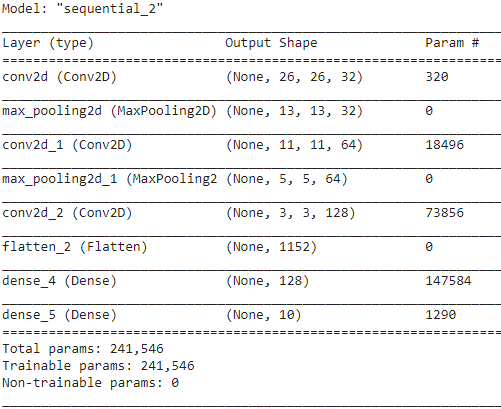 Model: "sequential_2"
Layer (type) Output Shape Param #
conv2d (Conv2D) (None, 26, 26, 32) 320
max_pooling2d (MaxPooling2D) (None, 13, 13, 32) 0
conv2d_1 (Conv2D) (None, 11, 11, 64) 18496
max_pooling2d_1 (MaxPooling2 (None, 5, 5, 64) 0
conv2d_2 (Conv2D) (None, 3, 3, 128) 73856
flatten_2 (Flatten) (None, 1152) 0
dense_4 (Dense) (None, 128) 147584
dense_5 (Dense) (None, 10) 1290
Total params: 241,546
Trainable params: 241,546
Non-trainable params: 0